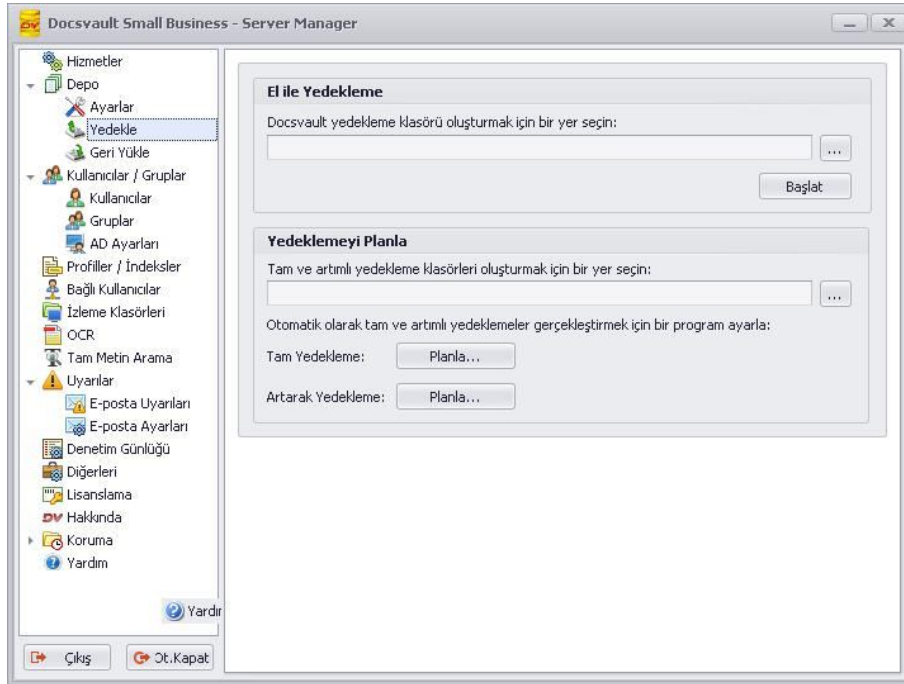 Docsvault Small Business - Server Manager
Hizmetler
Depo
Ayarlar
Yedekle
Geri Yükle
Kullanıcılar / Gruplar
Kullanıcılar
Gruplar
AD Ayarları
Profiller / İndeksler
Bağlı Kullanıcılar
İzleme Klasörleri
OCR
Tam Metin Arama
Uyarılar
E-posta Uyarıları
E-posta Ayarları
Denetim Günlüğü
Diğerleri
Lisanslama
DV Hakkında
Koruma
Yardım
Yardır
Çıkış
Ot.Kapat
El ile Yedekleme
Docsvault yedekleme klasörü oluşturmak için bir yer seçin:
...
Başlat
Yedeklemeyi Planla
Tam ve artımlı yedekleme klasörleri oluşturmak için bir yer seçin:
...
Otomatik olarak tam ve artımlı yedeklemeler gerçekleştirmek için bir program ayarla:
Tam Yedekleme: Planla...
Artarak Yedekleme: Planla...